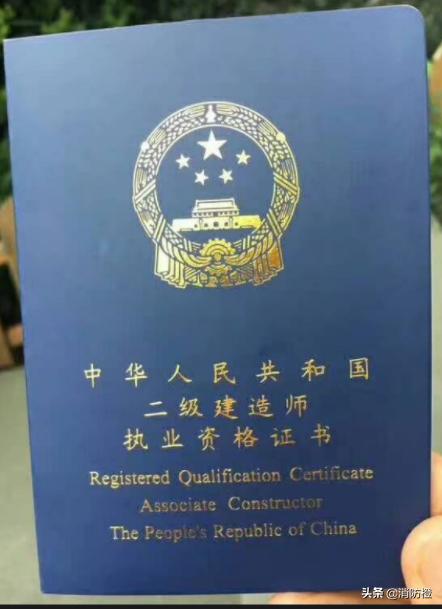 中华人民共和国
二级建造师
执业资格证书
Registered Qualification Certificate
Associate Constructor
The People's Republic of China
头条 @消防橙